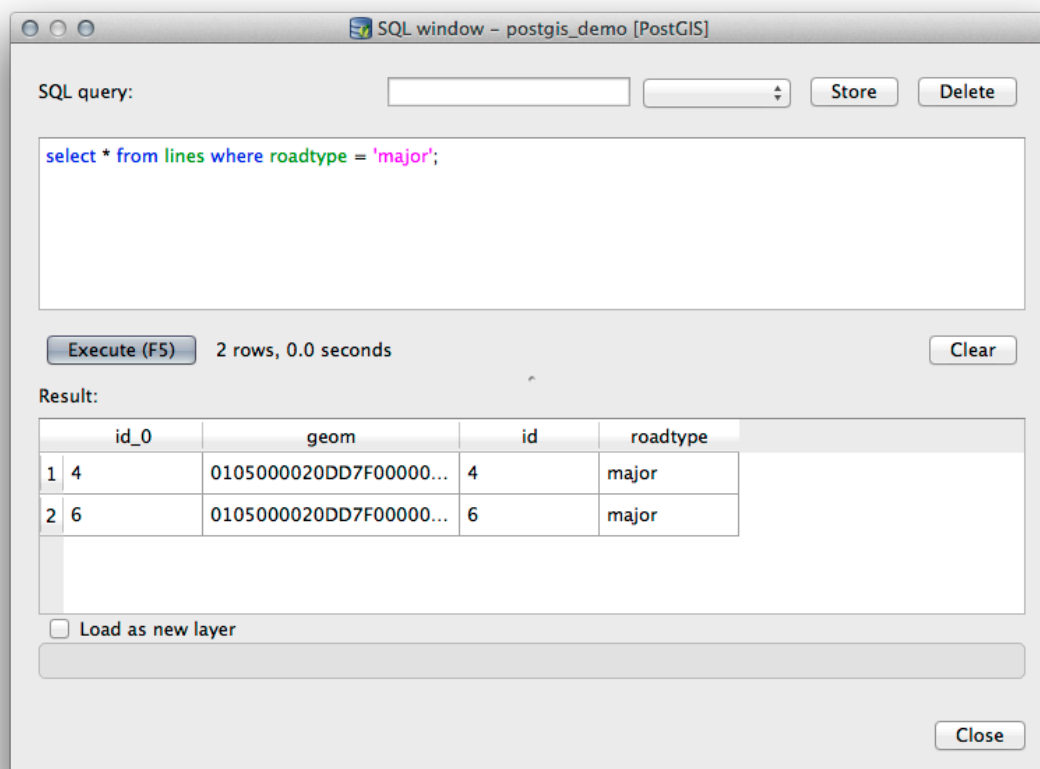 SQL window – postgis_demo [PostGIS]
SQL query: Store Delete
select * from lines where roadtype = 'major';
Execute (F5) 2 rows, 0.0 seconds Clear
Result:
id_0 geom id roadtype
1 4 0105000020DD7F00000... 4 major
2 6 0105000020DD7F00000... 6 major
Load as new layer
Close